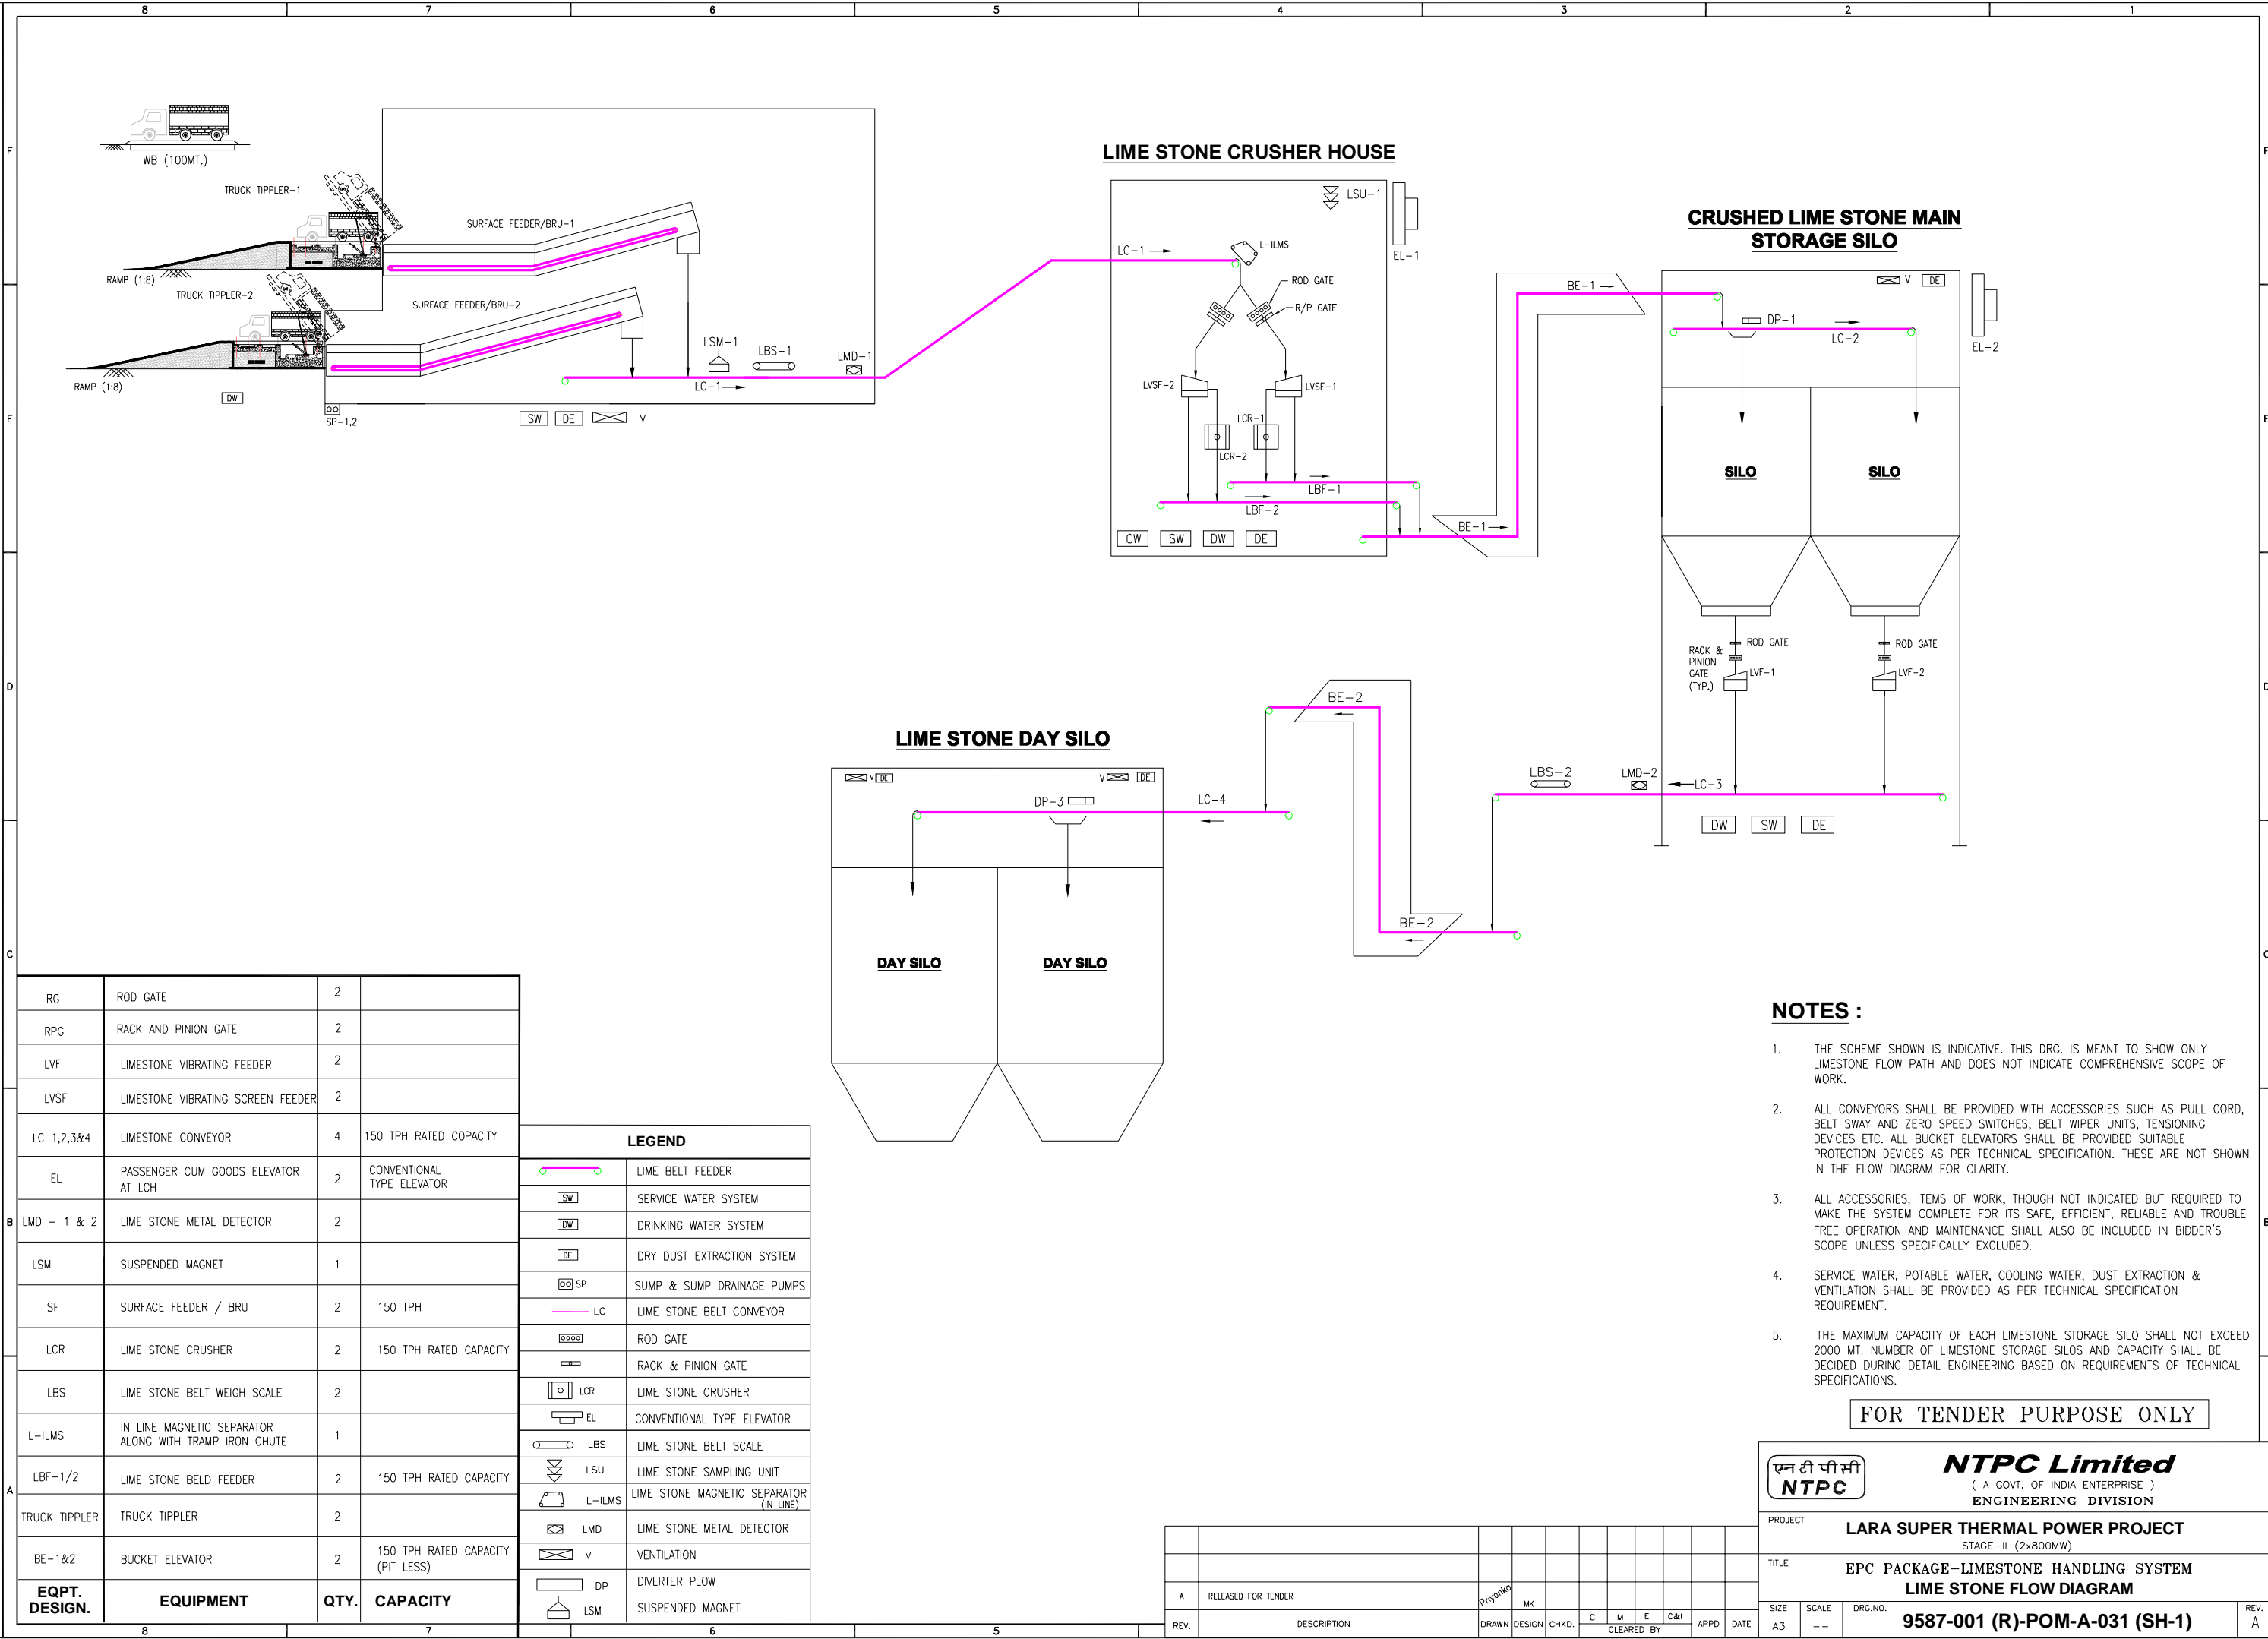 8 7 6 5 4 3 2 1
F
E
D
C
B
A
F
E
D
C
B
A
WB (100MT.)
TRUCK TIPPLER-1
SURFACE FEEDER/BRU-1
RAMP (1:8)
TRUCK TIPPLER-2
SURFACE FEEDER/BRU-2
RAMP (1:8)
DW
SP-1,2
LSM-1
LBS-1
LMD-1
LC-1
SW DE V
LIME STONE CRUSHER HOUSE
LSU-1
EL-1
LC-1
L-ILMS
ROD GATE
R/P GATE
LVSF-2
LVSF-1
LCR-1
LCR-2
LBF-1
LBF-2
CW SW DW DE
BE-1
BE-1
CRUSHED LIME STONE MAIN
STORAGE SILO
V DE
EL-2
DP-1
LC-2
SILO SILO
ROD GATE
ROD GATE
RACK &
PINION
GATE
(TYP.)
LVF-1
LVF-2
LBS-2
LMD-2
LC-3
DW SW DE
BE-2
BE-2
LIME STONE DAY SILO
V DE
V DE
DP-3
LC-4
DAY SILO DAY SILO
RG ROD GATE 2
RPG RACK AND PINION GATE 2
LVF LIMESTONE VIBRATING FEEDER 2
LVSF LIMESTONE VIBRATING SCREEN FEEDER 2
LC 1,2,3&4 LIMESTONE CONVEYOR 4 150 TPH RATED COPACITY
EL PASSENGER CUM GOODS ELEVATOR
AT LCH 2 CONVENTIONAL
TYPE ELEVATOR
LMD - 1 & 2 LIME STONE METAL DETECTOR 2
LSM SUSPENDED MAGNET 1
SF SURFACE FEEDER / BRU 2 150 TPH
LCR LIME STONE CRUSHER 2 150 TPH RATED CAPACITY
LBS LIME STONE BELT WEIGH SCALE 2
L-ILMS IN LINE MAGNETIC SEPARATOR
ALONG WITH TRAMP IRON CHUTE 1
LBF-1/2 LIME STONE BELD FEEDER 2 150 TPH RATED CAPACITY
TRUCK TIPPLER TRUCK TIPPLER 2
BE-1&2 BUCKET ELEVATOR 2 150 TPH RATED CAPACITY
(PIT LESS)
EQPT.
DESIGN. EQUIPMENT QTY. CAPACITY
LEGEND
LIME BELT FEEDER
SW SERVICE WATER SYSTEM
DW DRINKING WATER SYSTEM
DE DRY DUST EXTRACTION SYSTEM
SP SUMP & SUMP DRAINAGE PUMPS
LC LIME STONE BELT CONVEYOR
ROD GATE
RACK & PINION GATE
LCR LIME STONE CRUSHER
EL CONVENTIONAL TYPE ELEVATOR
LBS LIME STONE BELT SCALE
LSU LIME STONE SAMPLING UNIT
L-ILMS LIME STONE MAGNETIC SEPARATOR
(IN LINE)
LMD LIME STONE METAL DETECTOR
V VENTILATION
DP DIVERTER PLOW
LSM SUSPENDED MAGNET
NOTES :
1. THE SCHEME SHOWN IS INDICATIVE. THIS DRG. IS MEANT TO SHOW ONLY
LIMESTONE FLOW PATH AND DOES NOT INDICATE COMPREHENSIVE SCOPE OF
WORK.
2. ALL CONVEYORS SHALL BE PROVIDED WITH ACCESSORIES SUCH AS PULL CORD,
BELT SWAY AND ZERO SPEED SWITCHES, BELT WIPER UNITS, TENSIONING
DEVICES ETC. ALL BUCKET ELEVATORS SHALL BE PROVIDED SUITABLE
PROTECTION DEVICES AS PER TECHNICAL SPECIFICATION. THESE ARE NOT SHOWN
IN THE FLOW DIAGRAM FOR CLARITY.
3. ALL ACCESSORIES, ITEMS OF WORK, THOUGH NOT INDICATED BUT REQUIRED TO
MAKE THE SYSTEM COMPLETE FOR ITS SAFE, EFFICIENT, RELIABLE AND TROUBLE
FREE OPERATION AND MAINTENANCE SHALL ALSO BE INCLUDED IN BIDDER'S
SCOPE UNLESS SPECIFICALLY EXCLUDED.
4. SERVICE WATER, POTABLE WATER, COOLING WATER, DUST EXTRACTION &
VENTILATION SHALL BE PROVIDED AS PER TECHNICAL SPECIFICATION
REQUIREMENT.
5. THE MAXIMUM CAPACITY OF EACH LIMESTONE STORAGE SILO SHALL NOT EXCEED
2000 MT. NUMBER OF LIMESTONE STORAGE SILOS AND CAPACITY SHALL BE
DECIDED DURING DETAIL ENGINEERING BASED ON REQUIREMENTS OF TECHNICAL
SPECIFICATIONS.
FOR TENDER PURPOSE ONLY
एनटीपीसी
NTPC
NTPC Limited
( A GOVT. OF INDIA ENTERPRISE )
ENGINEERING DIVISION
PROJECT
LARA SUPER THERMAL POWER PROJECT
STAGE-II (2x800MW)
TITLE
EPC PACKAGE-LIMESTONE HANDLING SYSTEM
LIME STONE FLOW DIAGRAM
SIZE SCALE DRG.NO. REV.
A3 -- 9587-001 (R)-POM-A-031 (SH-1) A
A RELEASED FOR TENDER Priyanka MK
REV. DESCRIPTION DRAWN DESIGN CHKD. C M E C&I APPD DATE
CLEARED BY
8 7 6 5